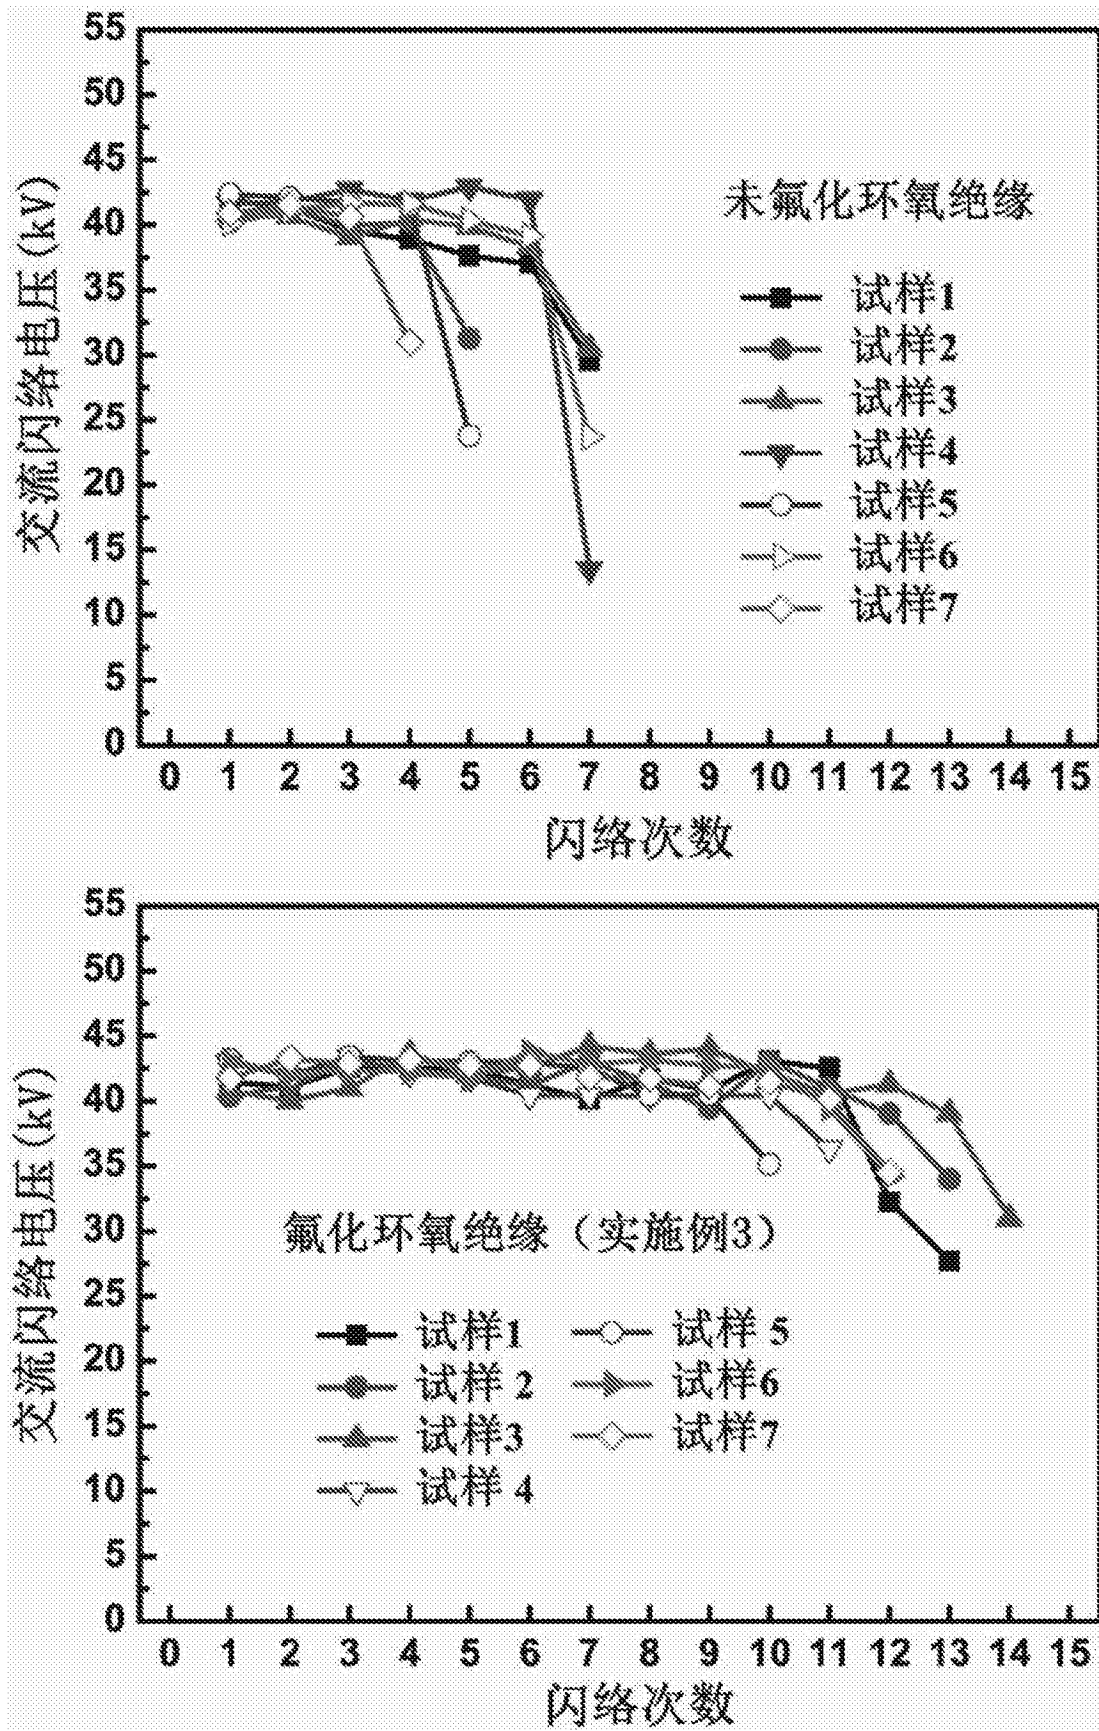 55
50
45
40
35
30
25
20
15
10
5
0
交流闪络电压(kV)
未氟化环氧绝缘
试样1
试样2
试样3
试样4
试样5
试样6
试样7
0 1 2 3 4 5 6 7 8 9 10 11 12 13 14 15
闪络次数
55
50
45
40
35
30
25
20
15
10
5
0
交流闪络电压(kV)
氟化环氧绝缘（实施例3）
试样1 试样 5
试样 2 试样6
试样3 试样7
试样 4
0 1 2 3 4 5 6 7 8 9 10 11 12 13 14 15
闪络次数